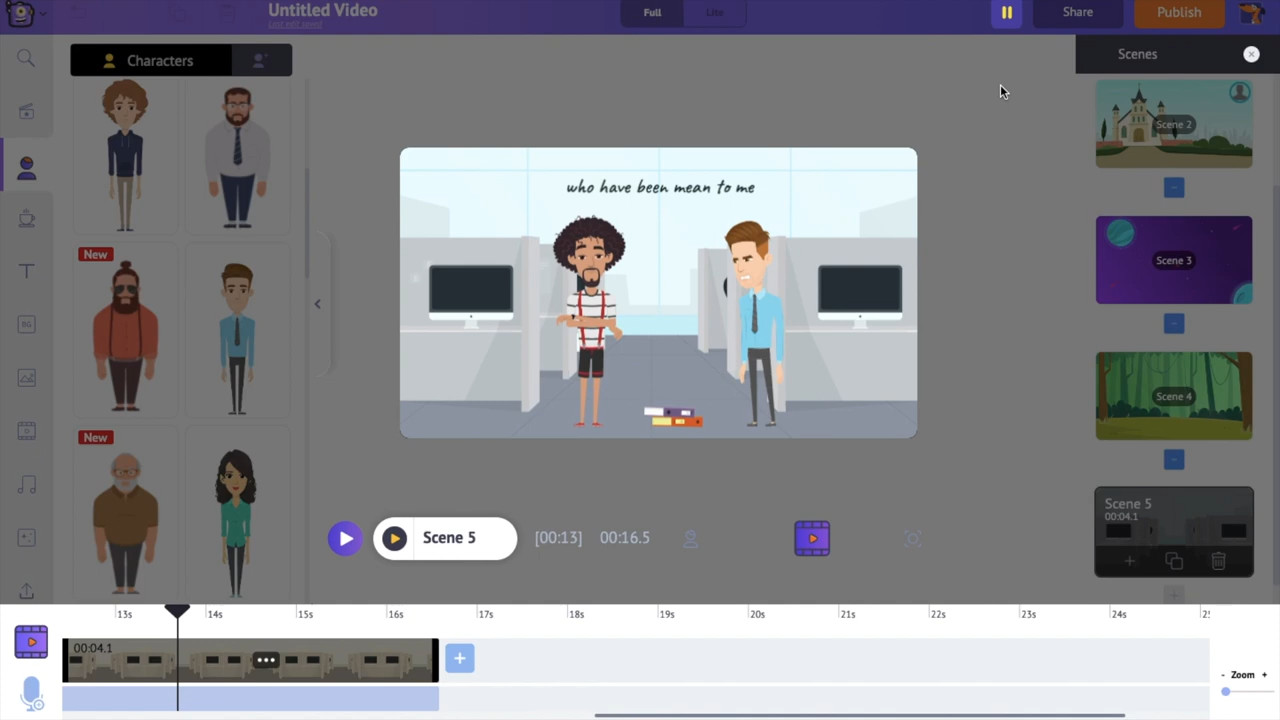 Untitled Video
Full
Lite
Share
Publish
Characters
Scenes
Scene 2
who have been mean to me
New
T
BG
Scene 3
Scene 4
New
Scene 5
00:04.1
Scene 5
[00:13]
00:16.5
13s
14s
15s
16s
17s
18s
19s
20s
21s
22s
23s
24s
00:04.1
- Zoom +